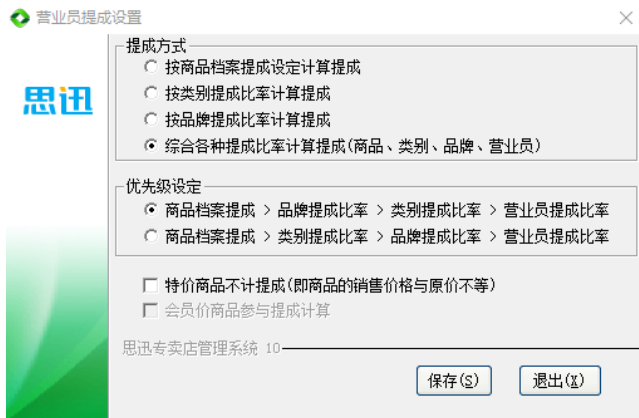 营业员提成设置
思迅
提成方式
按商品档案提成设定计算提成
按类别提成比率计算提成
按品牌提成比率计算提成
综合各种提成比率计算提成(商品、类别、品牌、营业员)
优先级设定
商品档案提成 > 品牌提成比率 > 类别提成比率 > 营业员提成比率
商品档案提成 > 类别提成比率 > 品牌提成比率 > 营业员提成比率
特价商品不计提成(即商品的销售价格与原价不等)
会员价商品参与提成计算
思迅专卖店管理系统 10
保存(S) 退出(X)